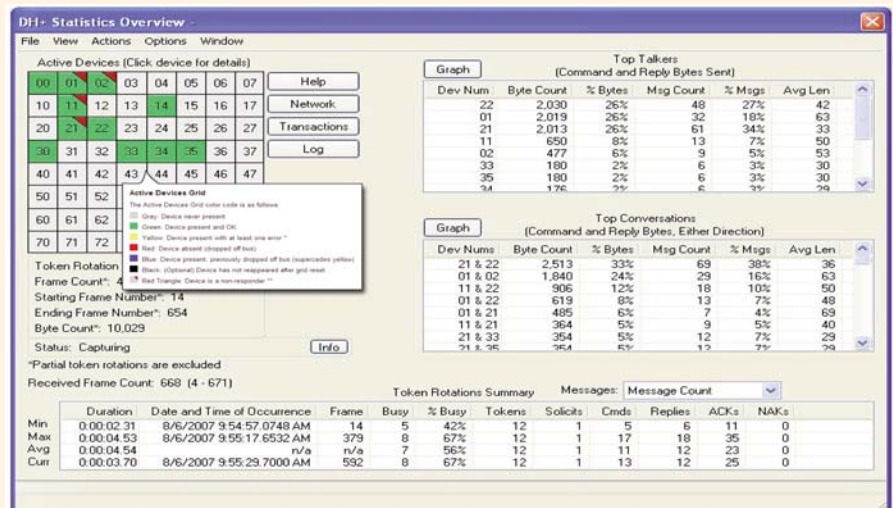 DH+ Statistics Overview -
File View Actions Options Window
Active Devices (Click device for details)
00 01 02 03 04 05 06 07
10 11 12 13 14 15 16 17
20 21 22 23 24 25 26 27
30 31 32 33 34 35 36 37
40 41 42 43 44 45 46 47
50 51 52
60 61 62
70 71 72
Help
Network
Transactions
Log
Active Devices Grid
The Active Devices Grid color code is as follows
Gray: Device never present
Green: Device present and OK
Yellow: Device present with at least one error *
Red: Device absent (dropped off bus)
Blue: Device present, previously dropped off bus (supercedes yellow)
Black: (Optional) Device has not reappeared after grid reset
Red Triangle: Device is a non-responder **
Token Rotation
Frame Count*: 4
Starting Frame Number*: 14
Ending Frame Number*: 654
Byte Count*: 10,029
Status: Capturing
Info
*Partial token rotations are excluded
Received Frame Count: 668 (4 - 671)
Graph
Top Talkers
(Command and Reply Bytes Sent)
Dev Num Byte Count % Bytes Msg Count % Msgs Avg Len
22 2,030 26% 48 27% 42
01 2,019 26% 32 18% 63
21 2,013 26% 61 34% 33
11 650 8% 13 7% 50
02 477 6% 9 5% 53
33 180 2% 6 3% 30
35 180 2% 6 3% 30
34 176 2% 6 3% 29
Graph
Top Conversations
(Command and Reply Bytes, Either Direction)
Dev Nums Byte Count % Bytes Msg Count % Msgs Avg Len
21 & 22 2,513 33% 69 38% 36
01 & 02 1,840 24% 29 16% 63
11 & 22 906 12% 18 10% 50
01 & 22 619 8% 13 7% 48
01 & 21 485 6% 7 4% 69
11 & 21 364 5% 9 5% 40
21 & 33 354 5% 12 7% 29
21 & 35 354 5% 12 7% 29
Token Rotations Summary
Messages: Message Count
Duration Date and Time of Occurrence Frame Busy % Busy Tokens Solicits Cmds Replies ACKs NAKs
Min 0:00:02.31 8/6/2007 9:54:57.0748 AM 14 5 42% 12 1 5 6 11 0
Max 0:00:04.53 8/6/2007 9:55:17.6532 AM 379 8 67% 12 1 17 18 35 0
Avg 0:00:04.54 n/a n/a 7 56% 12 1 11 12 23 0
Curr 0:00:03.70 8/6/2007 9:55:29.7000 AM 592 8 67% 12 1 13 12 25 0